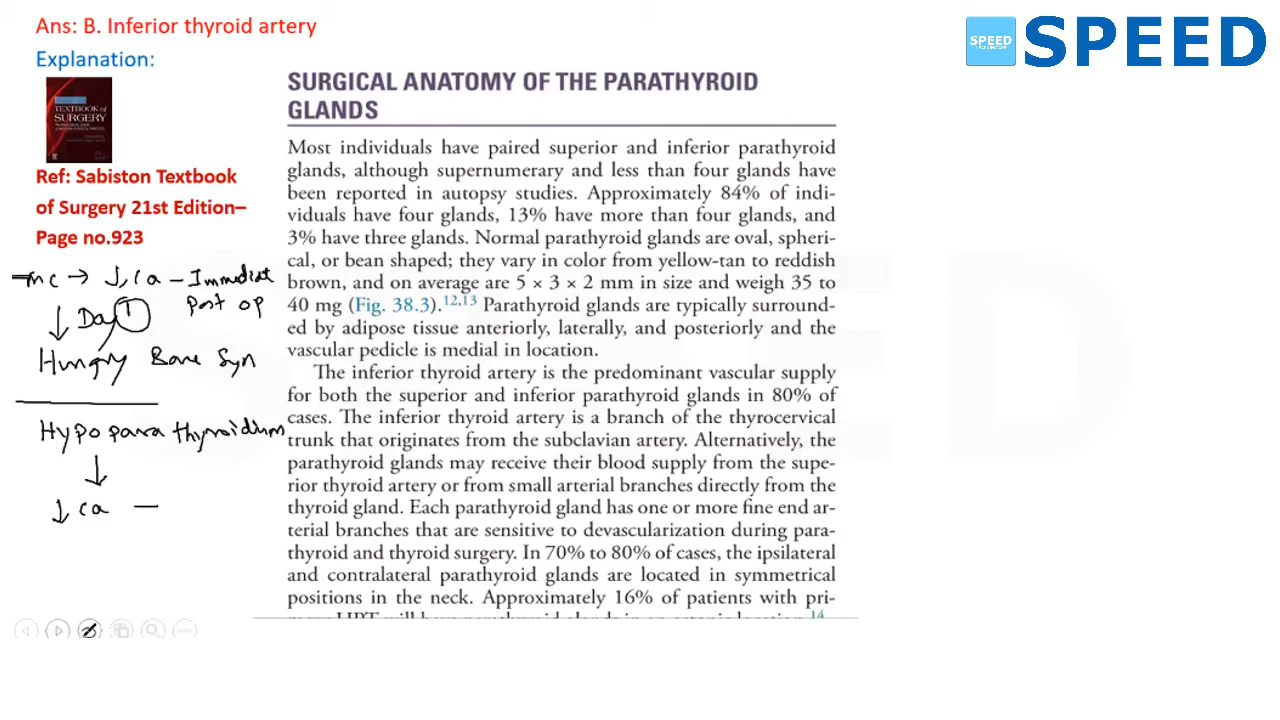 Ans: B. Inferior thyroid artery
SPEED
SPEED
Explanation:
TEXTBOOK of
SURGERY
Ref: Sabiston Textbook
of Surgery 21st Edition–
Page no.923
mc → ↓ Ca – Immediat
Post op
↓ Day 1
Hungry Bone Syn
Hypo para thyroidium
↓
↓ Ca –
SURGICAL ANATOMY OF THE PARATHYROID
GLANDS
Most individuals have paired superior and inferior parathyroid
glands, although supernumerary and less than four glands have
been reported in autopsy studies. Approximately 84% of indi-
viduals have four glands, 13% have more than four glands, and
3% have three glands. Normal parathyroid glands are oval, spheri-
cal, or bean shaped; they vary in color from yellow-tan to reddish
brown, and on average are 5 × 3 × 2 mm in size and weigh 35 to
40 mg (Fig. 38.3).12,13 Parathyroid glands are typically surround-
ed by adipose tissue anteriorly, laterally, and posteriorly and the
vascular pedicle is medial in location.
The inferior thyroid artery is the predominant vascular supply
for both the superior and inferior parathyroid glands in 80% of
cases. The inferior thyroid artery is a branch of the thyrocervical
trunk that originates from the subclavian artery. Alternatively, the
parathyroid glands may receive their blood supply from the supe-
rior thyroid artery or from small arterial branches directly from the
thyroid gland. Each parathyroid gland has one or more fine end ar-
terial branches that are sensitive to devascularization during para-
thyroid and thyroid surgery. In 70% to 80% of cases, the ipsilateral
and contralateral parathyroid glands are located in symmetrical
positions in the neck. Approximately 16% of patients with pri-